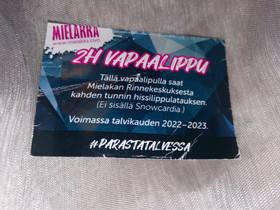 MIELAKKA
www.mielakka.com
2H VAPAALIPPU
Tällä vapaalipulla saat
Mielakan Rinnekeskuksesta
kahden tunnin hissilippulatauksen.
(Ei sisällä Snowcardia.)
Voimassa talvikauden 2022–2023.
#PARASTATALVESSA